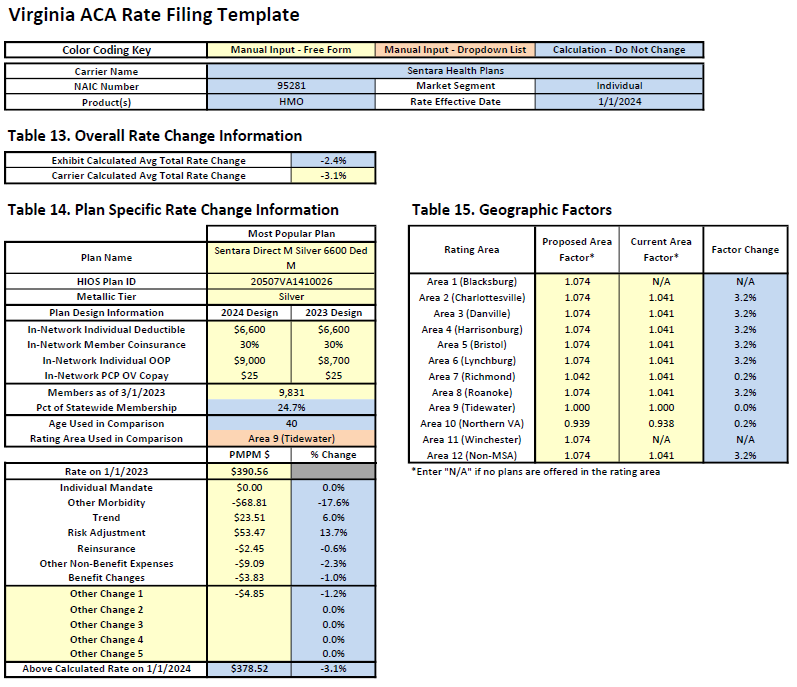 Virginia ACA Rate Filing Template
Color Coding Key Manual Input - Free Form Manual Input - Dropdown List Calculation - Do Not Change
Carrier Name Sentara Health Plans
NAIC Number 95281 Market Segment Individual
Product(s) HMO Rate Effective Date 1/1/2024
Table 13. Overall Rate Change Information
Exhibit Calculated Avg Total Rate Change -2.4%
Carrier Calculated Avg Total Rate Change -3.1%
Table 14. Plan Specific Rate Change Information
Most Popular Plan
Plan Name Sentara Direct M Silver 6600 Ded
M
HIOS Plan ID 20507VA1410026
Metallic Tier Silver
Plan Design Information 2024 Design 2023 Design
In-Network Individual Deductible $6,600 $6,600
In-Network Member Coinsurance 30% 30%
In-Network Individual OOP $9,000 $8,700
In-Network PCP OV Copay $25 $25
Members as of 3/1/2023 9,831
Pct of Statewide Membership 24.7%
Age Used in Comparison 40
Rating Area Used in Comparison Area 9 (Tidewater)
PMPM $ % Change
Rate on 1/1/2023 $390.56
Individual Mandate $0.00 0.0%
Other Morbidity -$68.81 -17.6%
Trend $23.51 6.0%
Risk Adjustment $53.47 13.7%
Reinsurance -$2.45 -0.6%
Other Non-Benefit Expenses -$9.09 -2.3%
Benefit Changes -$3.83 -1.0%
Other Change 1 -$4.85 -1.2%
Other Change 2 0.0%
Other Change 3 0.0%
Other Change 4 0.0%
Other Change 5 0.0%
Above Calculated Rate on 1/1/2024 $378.52 -3.1%
Table 15. Geographic Factors
Rating Area Proposed Area Factor* Current Area Factor* Factor Change
Area 1 (Blacksburg) 1.074 N/A N/A
Area 2 (Charlottesville) 1.074 1.041 3.2%
Area 3 (Danville) 1.074 1.041 3.2%
Area 4 (Harrisonburg) 1.074 1.041 3.2%
Area 5 (Bristol) 1.074 1.041 3.2%
Area 6 (Lynchburg) 1.074 1.041 3.2%
Area 7 (Richmond) 1.042 1.041 0.2%
Area 8 (Roanoke) 1.074 1.041 3.2%
Area 9 (Tidewater) 1.000 1.000 0.0%
Area 10 (Northern VA) 0.939 0.938 0.2%
Area 11 (Winchester) 1.074 N/A N/A
Area 12 (Non-MSA) 1.074 1.041 3.2%
*Enter "N/A" if no plans are offered in the rating area